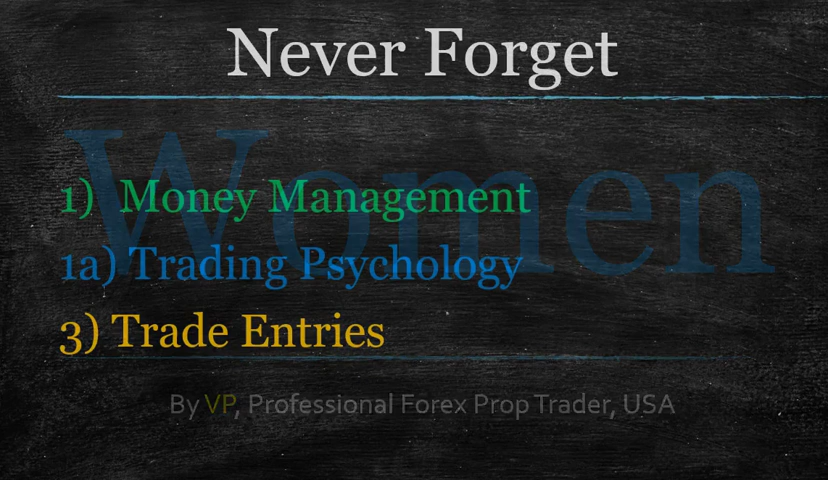 Never Forget
Women
1) Money Management
1a) Trading Psychology
3) Trade Entries
By VP, Professional Forex Prop Trader, USA